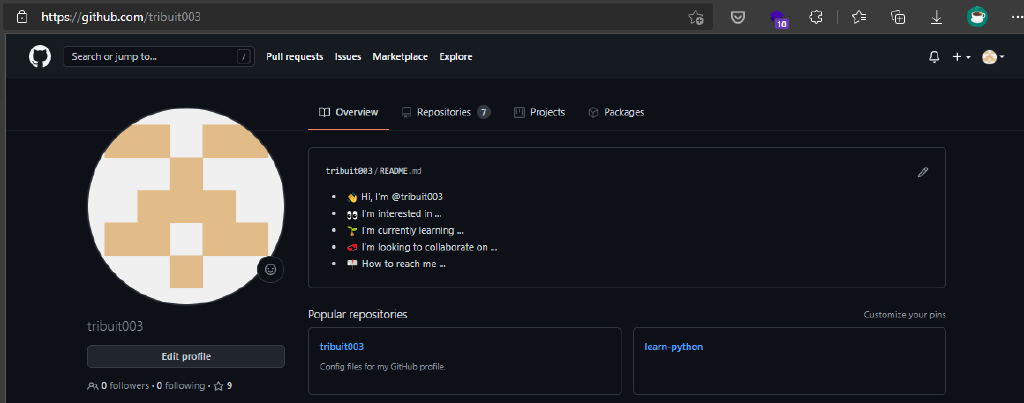 https://github.com/tribuit003
10
Search or jump to... /
Pull requests Issues Marketplace Explore
Overview Repositories 7 Projects Packages
tribuit003/README.md
Hi, I'm @tribuit003
I'm interested in ...
I'm currently learning ...
I'm looking to collaborate on ...
How to reach me ...
tribuit003
Edit profile
0 followers · 0 following · 9
Popular repositories Customize your pins
tribuit003
Config files for my GitHub profile.
learn-python